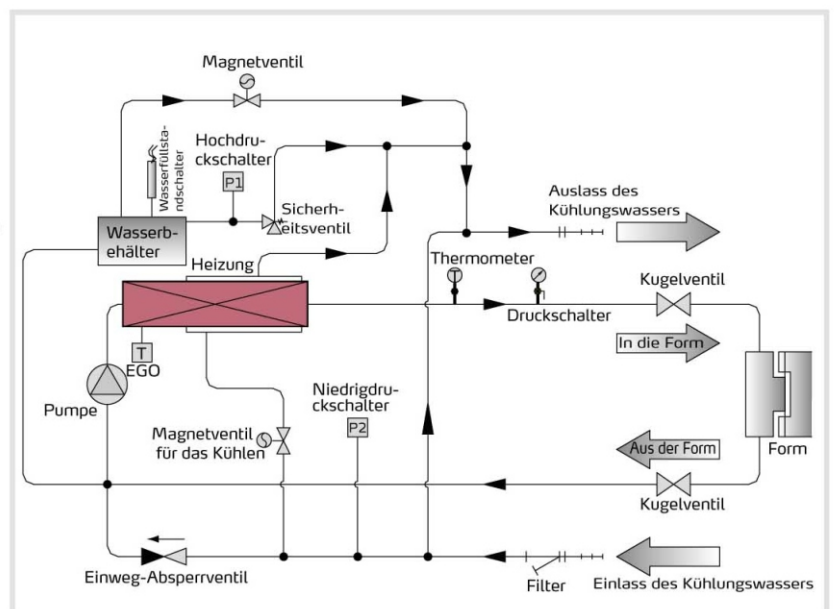 Magnetventil
Wasserfüllsta-
ndschalter
Hochdru-
ckschalter
P1
Sicherh-
eitsventil
Wasserb-
ehälter
Heizung
Auslass des
Kühlungswassers
Thermometer
T
Druckschalter
Kugelventil
In die Form
T
EGO
Pumpe
Niedrigdru-
ckschalter
P2
Magnetventil
für das Kühlen
Aus der Form
Form
Kugelventil
Einweg-Absperrventil
Filter
Einlass des Kühlungswassers